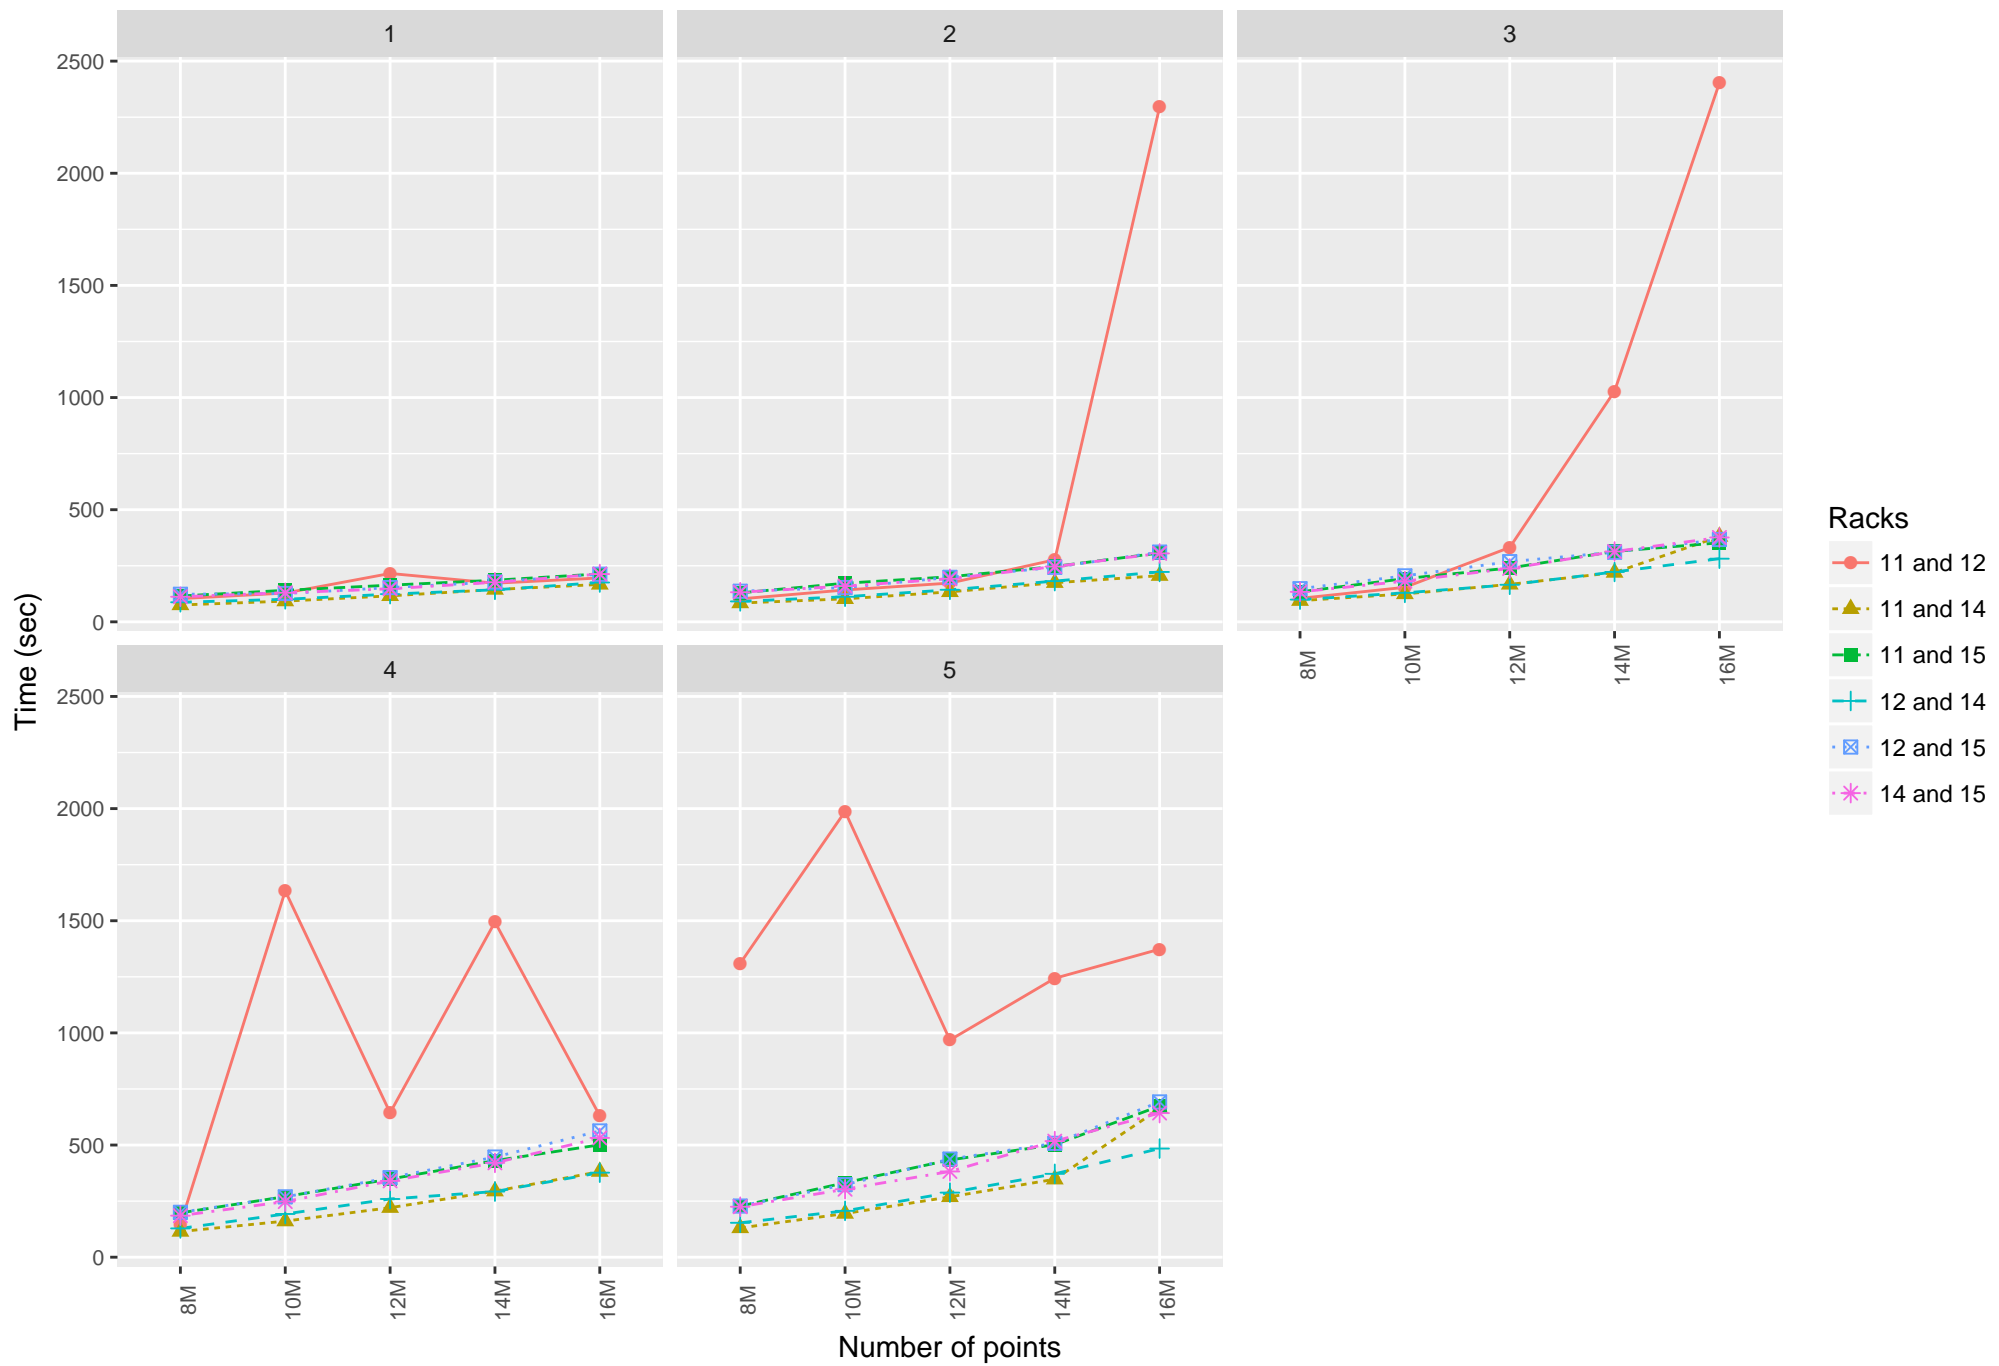 1
2
3
2500
2000
1500
1000
500
0
8M
10M
12M
14M
16M
4
5
2500
2000
1500
1000
500
0
8M
10M
12M
14M
16M
8M
10M
12M
14M
16M
Time (sec)
Number of points
Racks
11 and 12
11 and 14
11 and 15
12 and 14
12 and 15
14 and 15